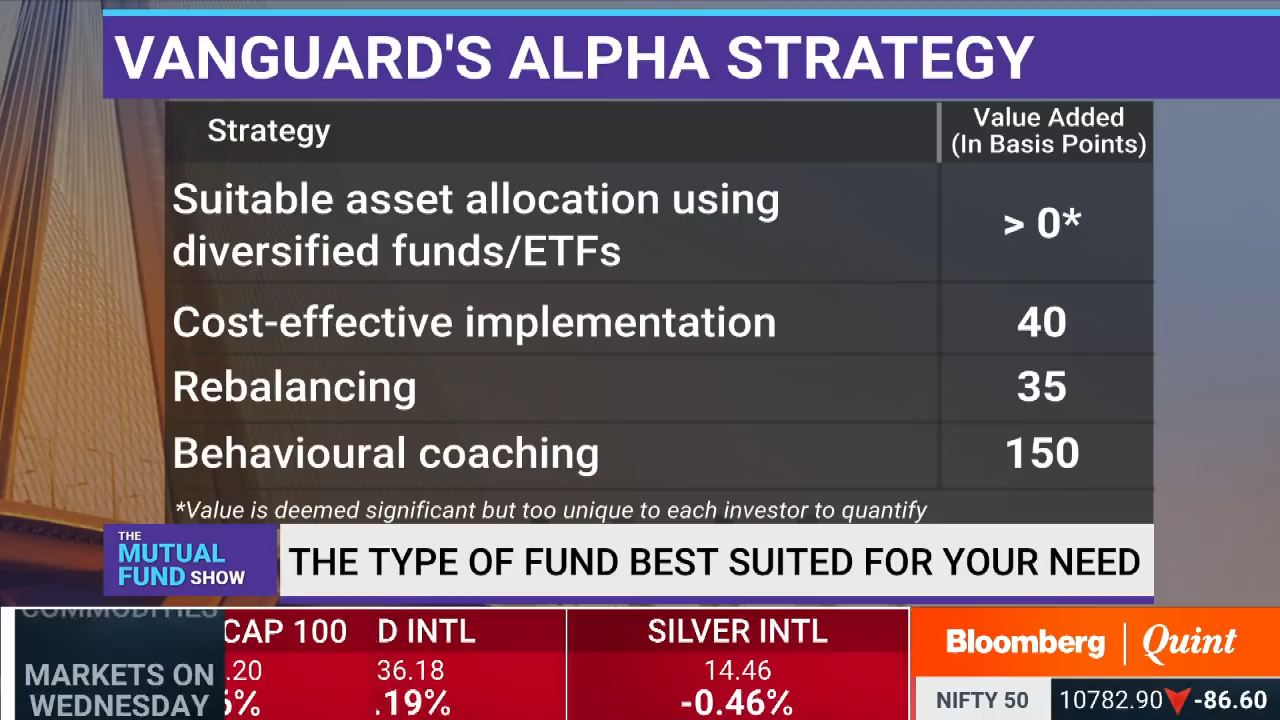 VANGUARD'S ALPHA STRATEGY
Strategy
Value Added
(In Basis Points)
Suitable asset allocation using
diversified funds/ETFs
> 0*
Cost-effective implementation
40
Rebalancing
35
Behavioural coaching
150
*Value is deemed significant but too unique to each investor to quantify
THE
MUTUAL
FUND SHOW
THE TYPE OF FUND BEST SUITED FOR YOUR NEED
COMMODITIES
MARKETS ON
WEDNESDAY
CAP 100
.20
%
D INTL
36.18
.19%
SILVER INTL
14.46
-0.46%
Bloomberg | Quint
NIFTY 50
10782.90 -86.60